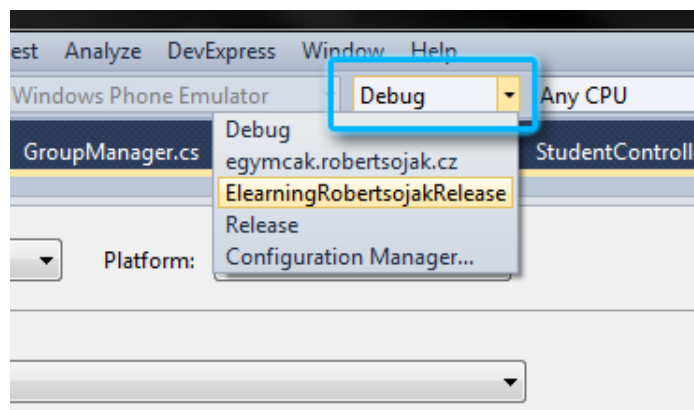 est Analyze DevExpress Window Help
Windows Phone Emulator Debug Any CPU
Debug
GroupManager.cs egymcak.robertsojak.cz StudentControll
ElearningRobertsojakRelease
Release
Platform: Configuration Manager...